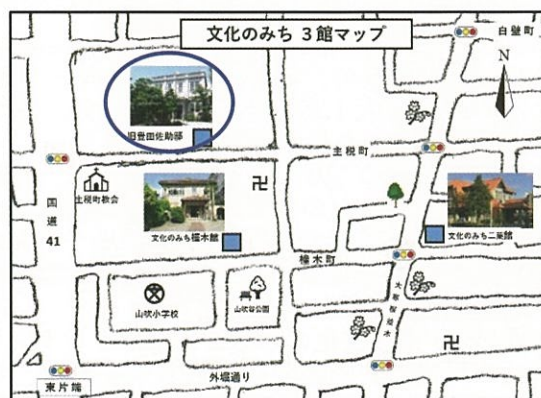 文化のみち 3館マップ
白壁町
N
旧豊田佐助邸
主税町
主税町教会
国道
41
文化のみち橦木館
文化のみち二葉館
橦木町
山吹小学校
山吹谷公園
外堀通り
東片端